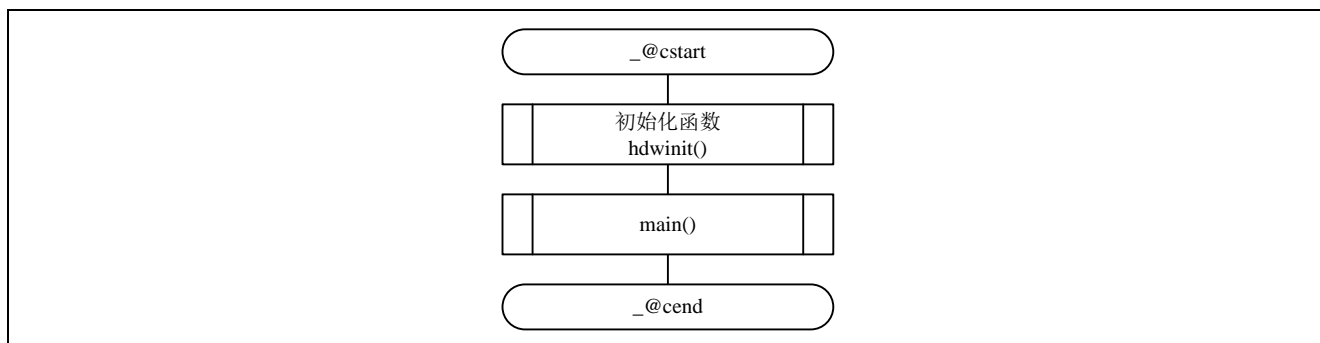 _@cstart
初始化函数
hdwinit()
main()
_@cend